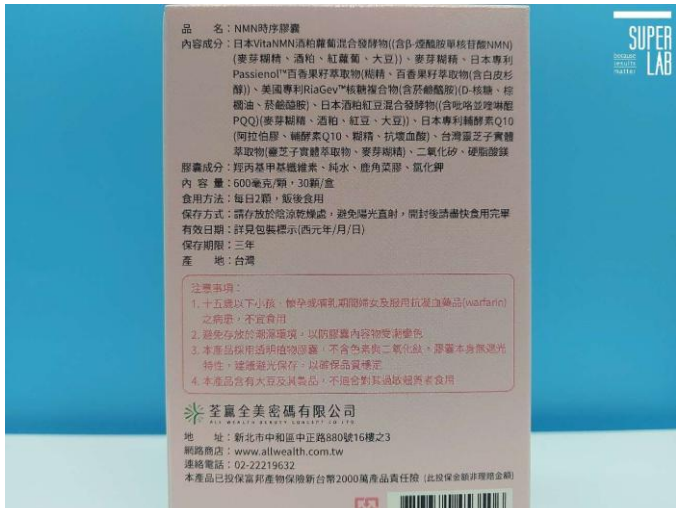 SUPER LAB
because
results
matter
品　　名：NMN時序膠囊
內容成分：日本VitaNMN酒粕蘿蔔混合發酵物((含β-煙醯胺單核苷酸NMN)
(麥芽糊精、酒粕、紅蘿蔔、大豆))、麥芽糊精、日本專利
Passienol™百香果籽萃取物(糊精、百香果籽萃取物(含白皮杉
醇))、美國專利RiaGev™核糖複合物(含菸鹼醯胺)(D-核糖、棕
櫚油、菸鹼醯胺)、日本酒粕紅豆混合發酵物((含吡咯並喹啉醌
PQQ)(麥芽糊精、酒粕、紅豆、大豆))、日本專利輔酵素Q10
(阿拉伯膠、輔酵素Q10、糊精、抗壞血酸)、台灣靈芝子實體
萃取物(靈芝子實體萃取物、麥芽糊精)、二氧化矽、硬脂酸鎂
膠囊成分：羥丙基甲基纖維素、純水、鹿角菜膠、氯化鉀
內 容 量：600毫克/顆，30顆/盒
食用方法：每日2顆，飯後食用
保存方式：請存放於陰涼乾燥處，避免陽光直射，開封後請盡快食用完畢
有效日期：詳見包裝標示(西元年/月/日)
保存期限：三年
產　　地：台灣
注意事項：
1. 十五歲以下小孩、懷孕或哺乳期間婦女及服用抗凝血藥品(warfarin)
之病患，不宜食用
2. 避免存放於潮濕環境，以防膠囊內容物受潮變色
3. 本產品採用透明植物膠囊，不含色素與二氧化鈦，膠囊本身無遮光
特性，建議避光保存，以確保品質穩定
4. 本產品含有大豆及其製品，不適合對其過敏體質者食用
荃贏全美密碼有限公司
ALL WEALTH BEAUTY CONCEPT CO LTD
地　　址：新北市中和區中正路880號16樓之3
網路商店：www.allwealth.com.tw
連絡電話：02-22219632
本產品已投保富邦產物保險新台幣2000萬產品責任險 (此投保金額非理賠金額)